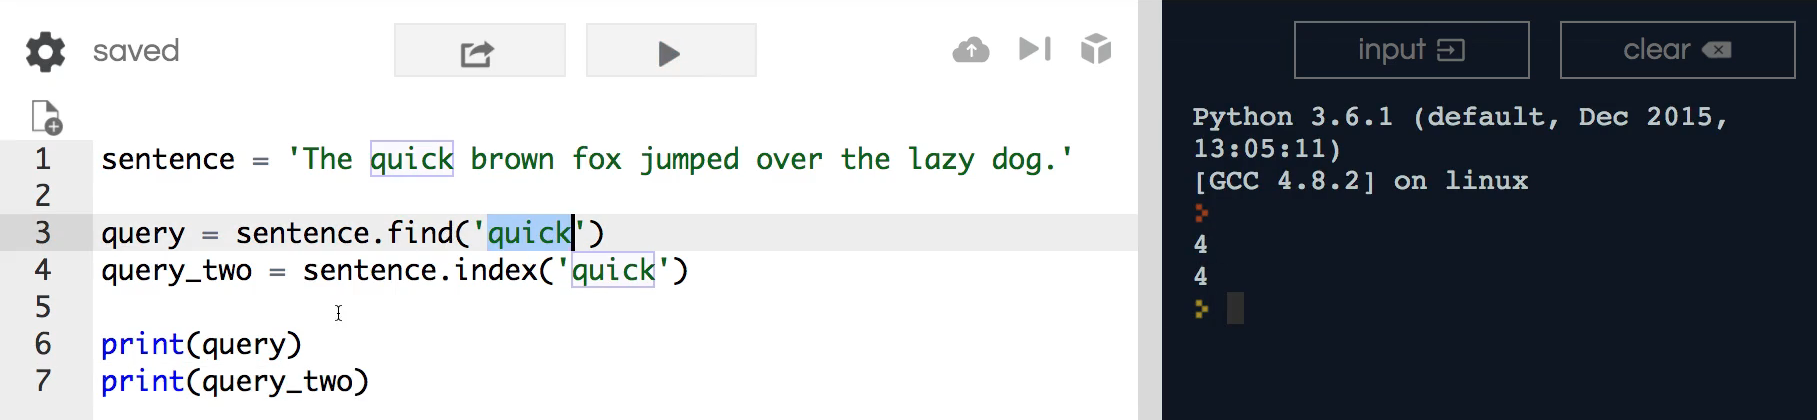 saved
input
clear
1 sentence = 'The quick brown fox jumped over the lazy dog.'
2
3 query = sentence.find('quick')
4 query_two = sentence.index('quick')
5
6 print(query)
7 print(query_two)
Python 3.6.1 (default, Dec 2015,
13:05:11)
[GCC 4.8.2] on linux
4
4